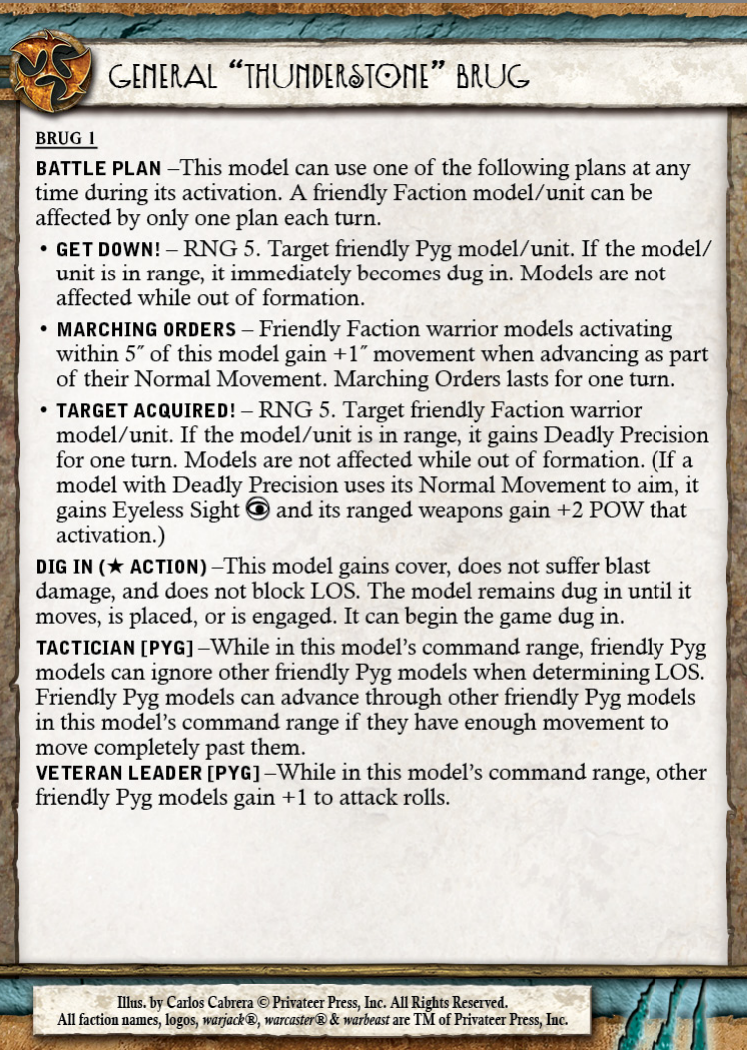 GENERAL “THUNDERSTONE” BRUG
BRUG 1
BATTLE PLAN –This model can use one of the following plans at any
time during its activation. A friendly Faction model/unit can be
affected by only one plan each turn.
• GET DOWN! – RNG 5. Target friendly Pyg model/unit. If the model/
unit is in range, it immediately becomes dug in. Models are not
affected while out of formation.
• MARCHING ORDERS – Friendly Faction warrior models activating
within 5˝ of this model gain +1˝ movement when advancing as part
of their Normal Movement. Marching Orders lasts for one turn.
• TARGET ACQUIRED! – RNG 5. Target friendly Faction warrior
model/unit. If the model/unit is in range, it gains Deadly Precision
for one turn. Models are not affected while out of formation. (If a
model with Deadly Precision uses its Normal Movement to aim, it
gains Eyeless Sight and its ranged weapons gain +2 POW that
activation.)
DIG IN (★ ACTION) –This model gains cover, does not suffer blast
damage, and does not block LOS. The model remains dug in until it
moves, is placed, or is engaged. It can begin the game dug in.
TACTICIAN [PYG] –While in this model’s command range, friendly Pyg
models can ignore other friendly Pyg models when determining LOS.
Friendly Pyg models can advance through other friendly Pyg models
in this model’s command range if they have enough movement to
move completely past them.
VETERAN LEADER [PYG] –While in this model’s command range, other
friendly Pyg models gain +1 to attack rolls.
Illus. by Carlos Cabrera © Privateer Press, Inc. All Rights Reserved.
All faction names, logos, warjack®, warcaster® & warbeast are TM of Privateer Press, Inc.